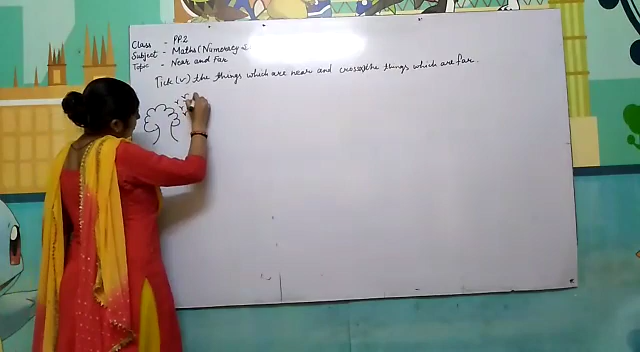 Class - PP2
Subject - Maths (Numeracy S
Topic - Near and Far
Tick (✓) the things which are near and cross(x)the things which are far.